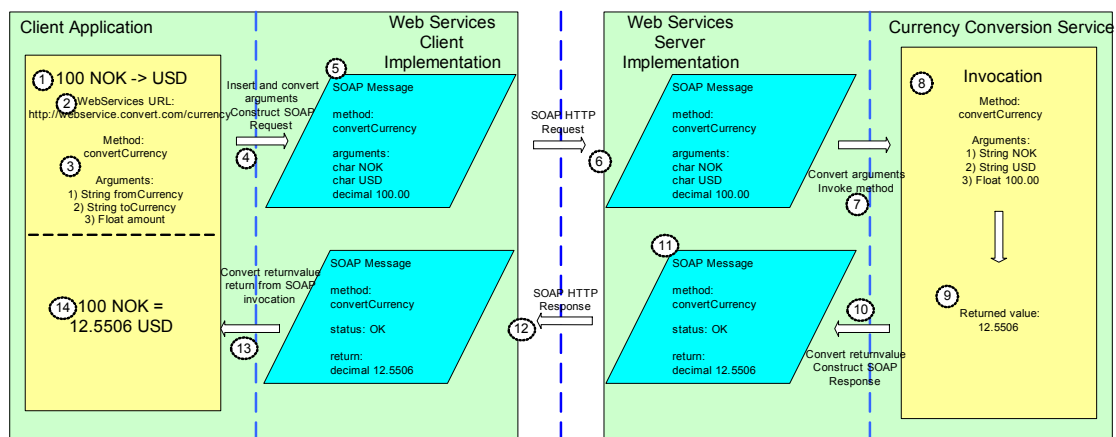 Client Application
Web Services
Client
Implementation
Web Services
Server
Implementation
Currency Conversion Service
1
100 NOK -> USD
2
WebServices URL:
http://webservice.convert.com/currency
Method:
convertCurrency
3
Arguments:
1) String fromCurrency
2) String toCurrency
3) Float amount
14
100 NOK =
12.5506 USD
Insert and convert
arguments
Construct SOAP
Request
4
5
SOAP Message
method:
convertCurrency
arguments:
char NOK
char USD
decimal 100.00
SOAP HTTP
Request
6
SOAP Message
method:
convertCurrency
arguments:
char NOK
char USD
decimal 100.00
Convert arguments
Invoke method
7
8
Invocation
Method:
convertCurrency
Arguments:
1) String NOK
2) String USD
3) Float 100.00
9
Returned value:
12.5506
10
Convert returnvalue
Construct SOAP
Response
11
SOAP Message
method:
convertCurrency
status: OK
return:
decimal 12.5506
SOAP HTTP
Response
12
SOAP Message
method:
convertCurrency
status: OK
return:
decimal 12.5506
Convert returnvalue
return from SOAP
invocation
13